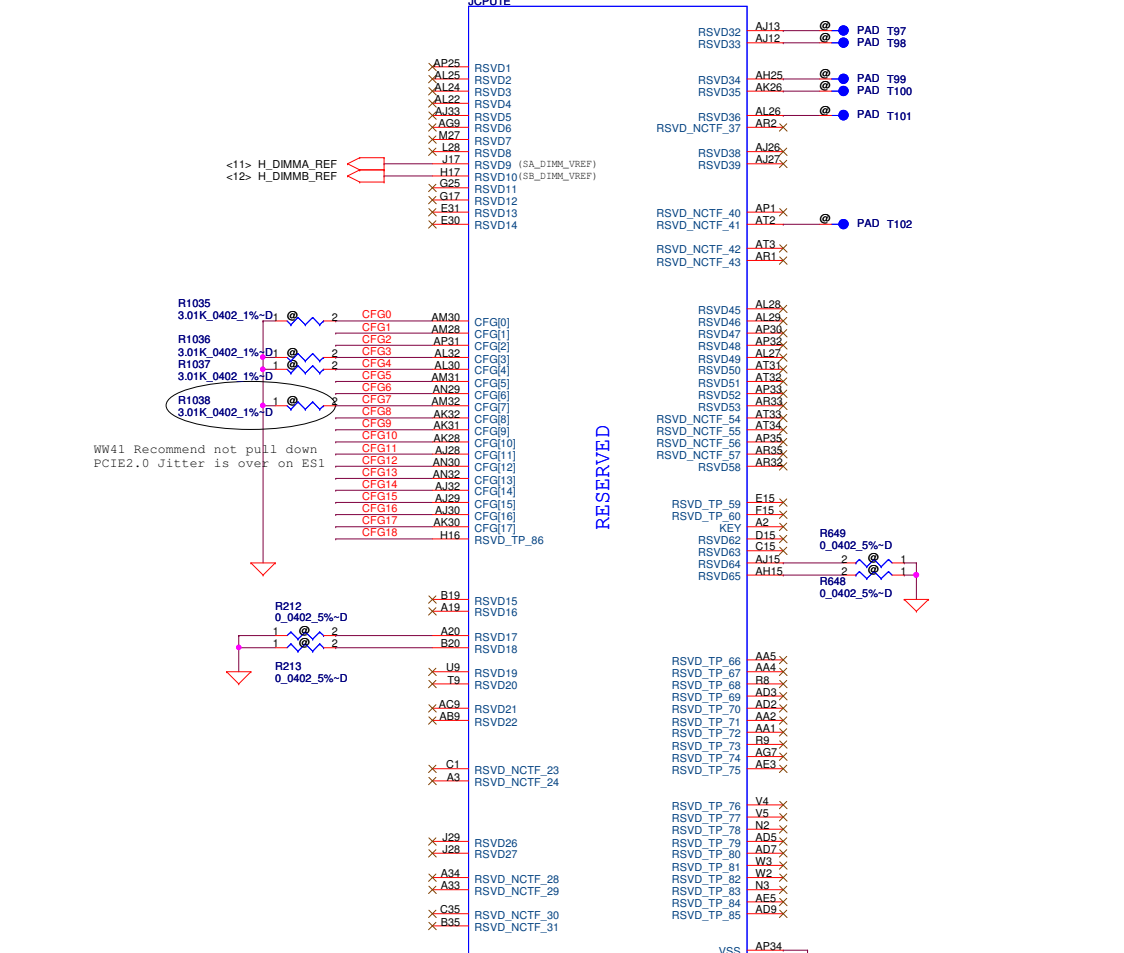 JCPU1E
RSVD32 AJ13 @ PAD T97
RSVD33 AJ12 @ PAD T98
AP25 RSVD1
AL25 RSVD2
AL24 RSVD3
AL22 RSVD4
AJ33 RSVD5
AG9 RSVD6
M27 RSVD7
L28 RSVD8
<11> H_DIMMA_REF J17 RSVD9 (SA_DIMM_VREF)
<12> H_DIMMB_REF H17 RSVD10 (SB_DIMM_VREF)
G25 RSVD11
G17 RSVD12
E31 RSVD13
E30 RSVD14
RSVD34 AH25 @ PAD T99
RSVD35 AK26 @ PAD T100
RSVD36 AL26 @ PAD T101
RSVD_NCTF_37 AR2
RSVD38 AJ26
RSVD39 AJ27
RSVD_NCTF_40 AP1
RSVD_NCTF_41 AT2 @ PAD T102
RSVD_NCTF_42 AT3
RSVD_NCTF_43 AR1
R1035
3.01K_0402_1%~D 1 @ 2
R1036
3.01K_0402_1%~D 1 @ 2
R1037
3.01K_0402_1%~D 1 @ 2
R1038
3.01K_0402_1%~D 1 @ 2
WW41 Recommend not pull down
PCIE2.0 Jitter is over on ES1
CFG0 AM30 CFG[0]
CFG1 AM28 CFG[1]
CFG2 AP31 CFG[2]
CFG3 AL32 CFG[3]
CFG4 AL30 CFG[4]
CFG5 AM31 CFG[5]
CFG6 AN29 CFG[6]
CFG7 AM32 CFG[7]
CFG8 AK32 CFG[8]
CFG9 AK31 CFG[9]
CFG10 AK28 CFG[10]
CFG11 AJ28 CFG[11]
CFG12 AN30 CFG[12]
CFG13 AN32 CFG[13]
CFG14 AJ32 CFG[14]
CFG15 AJ29 CFG[15]
CFG16 AJ30 CFG[16]
CFG17 AK30 CFG[17]
CFG18 H16 RSVD_TP_86
RESERVED
RSVD45 AL28
RSVD46 AL29
RSVD47 AP30
RSVD48 AP32
RSVD49 AL27
RSVD50 AT31
RSVD51 AT32
RSVD52 AP33
RSVD53 AR33
RSVD_NCTF_54 AT33
RSVD_NCTF_55 AT34
RSVD_NCTF_56 AP35
RSVD_NCTF_57 AR35
RSVD58 AR32
RSVD_TP_59 E15
RSVD_TP_60 F15
KEY A2
RSVD62 D15
RSVD63 C15
RSVD64 AJ15
RSVD65 AH15
R649
0_0402_5%~D
2 @ 1
2 @ 1
R648
0_0402_5%~D
B19 RSVD15
A19 RSVD16
R212
0_0402_5%~D
1 @ 2 A20 RSVD17
1 @ 2 B20 RSVD18
R213
0_0402_5%~D
U9 RSVD19
T9 RSVD20
AC9 RSVD21
AB9 RSVD22
C1 RSVD_NCTF_23
A3 RSVD_NCTF_24
J29 RSVD26
J28 RSVD27
A34 RSVD_NCTF_28
A33 RSVD_NCTF_29
C35 RSVD_NCTF_30
B35 RSVD_NCTF_31
RSVD_TP_66 AA5
RSVD_TP_67 AA4
RSVD_TP_68 R8
RSVD_TP_69 AD3
RSVD_TP_70 AD2
RSVD_TP_71 AA2
RSVD_TP_72 AA1
RSVD_TP_73 R9
RSVD_TP_74 AG7
RSVD_TP_75 AE3
RSVD_TP_76 V4
RSVD_TP_77 V5
RSVD_TP_78 N2
RSVD_TP_79 AD5
RSVD_TP_80 AD7
RSVD_TP_81 W3
RSVD_TP_82 W2
RSVD_TP_83 N3
RSVD_TP_84 AE5
RSVD_TP_85 AD9
VSS AP34